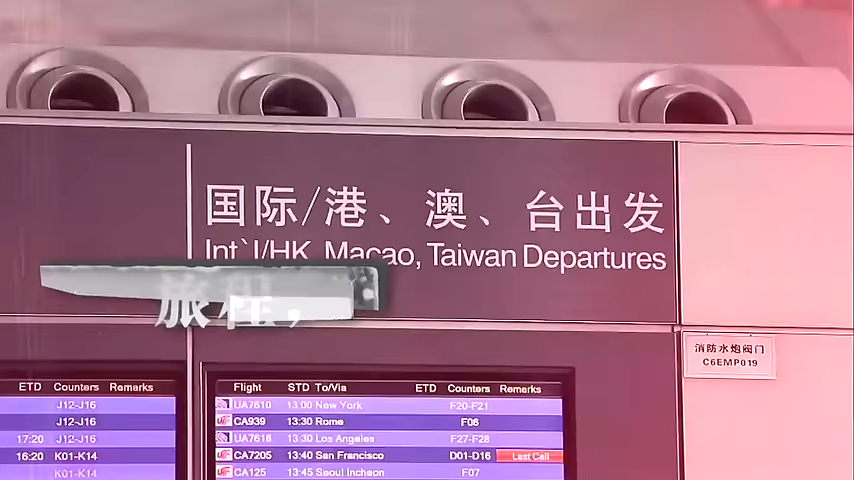 国际/港、澳、台出发
Int`l/HK, Macao, Taiwan Departures
旅程，
消防水炮阀门
C6EMP019
ETD Counters Remarks
J12-J16
J12-J16
17:20 J12-J16
16:20 K01-K14
K01-K14
Flight STD To/Via ETD Counters Remarks
UA7610 13:00 New York F20-F21
CA939 13:30 Rome F06
UA7618 13:30 Los Angeles F27-F28
CA7205 13:40 San Francisco D01-D16 Last Call
CA125 13:45 Seoul Incheon F07